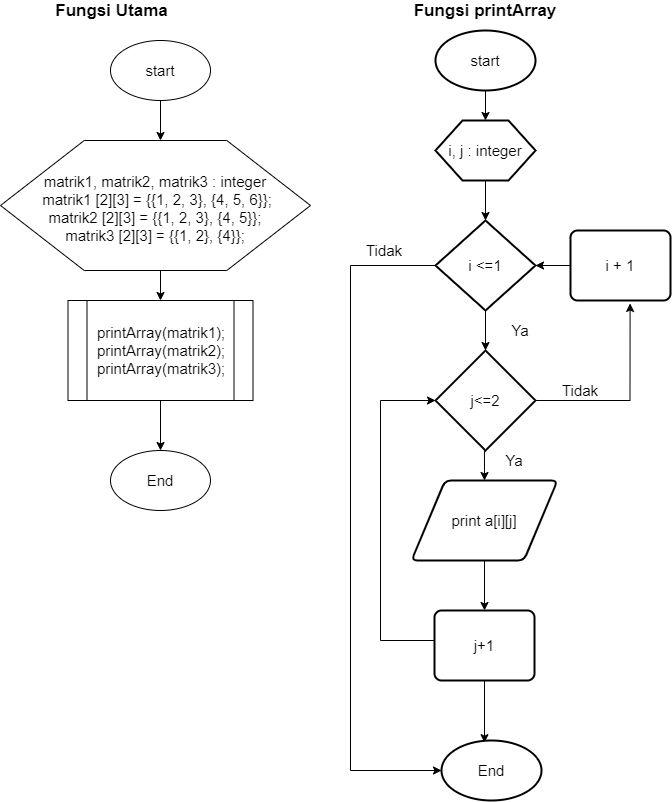 Fungsi Utama
start
matrik1, matrik2, matrik3 : integer
matrik1 [2][3] = {{1, 2, 3}, {4, 5, 6}};
matrik2 [2][3] = {{1, 2, 3}, {4, 5}};
matrik3 [2][3] = {{1, 2}, {4}};
printArray(matrik1);
printArray(matrik2);
printArray(matrik3);
End
Fungsi printArray
start
i, j : integer
i <=1
Tidak
i + 1
Ya
j<=2
Tidak
Ya
print a[i][j]
j+1
End